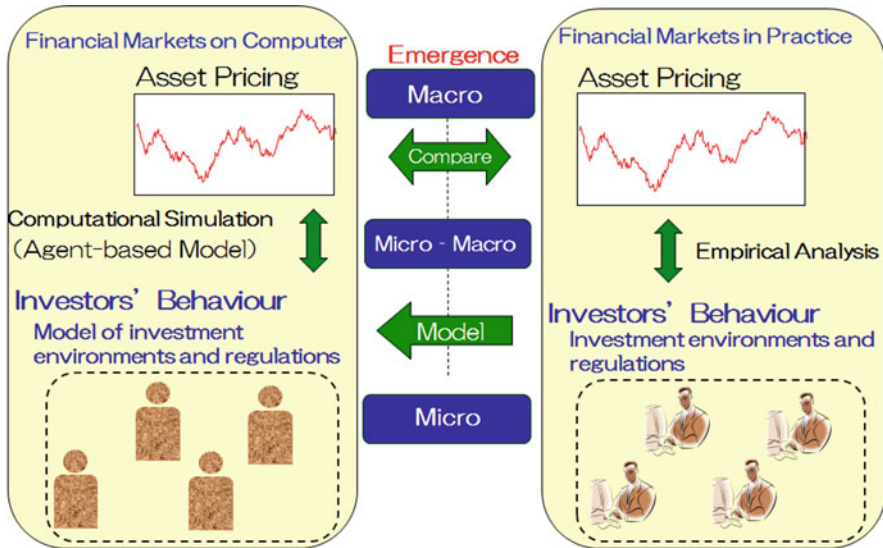 Financial Markets on Computer
Asset Pricing
Computational Simulation
(Agent-based Model)
Investors' Behaviour
Model of investment
environments and regulations
Emergence
Macro
Compare
Micro - Macro
Model
Micro
Financial Markets in Practice
Asset Pricing
Empirical Analysis
Investors' Behaviour
Investment environments and
regulations